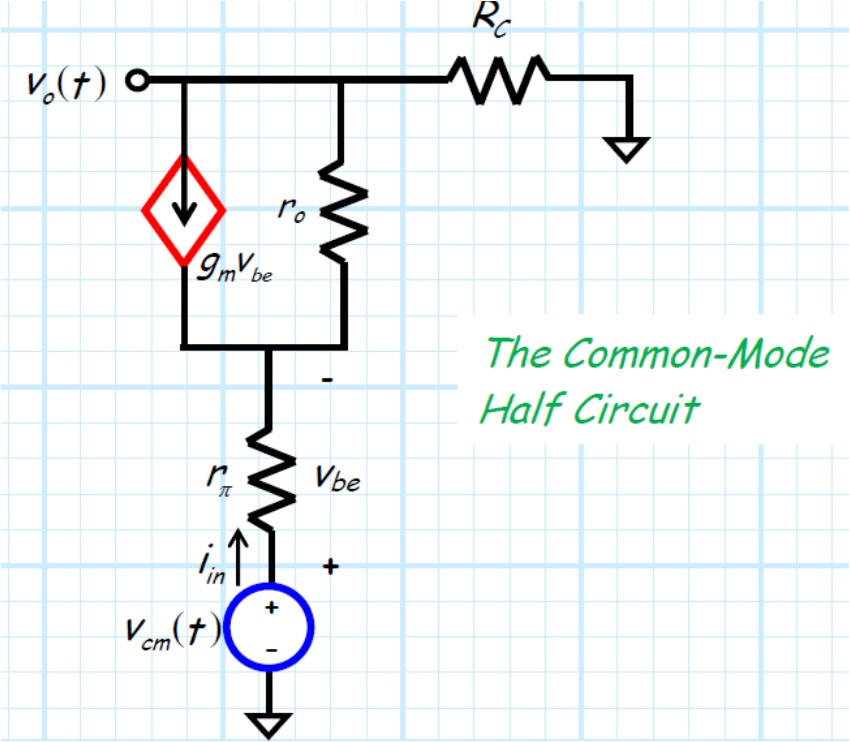 R_C
v_o(t)
r_o
g_m v_be
The Common-Mode
Half Circuit
-
r_π
v_be
i_in
+
v_cm(t)
+
-